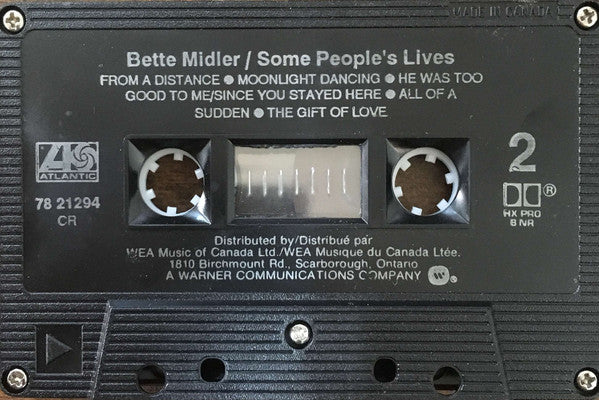 MADE IN CANADA
Bette Midler / Some People's Lives
FROM A DISTANCE ● MOONLIGHT DANCING ● HE WAS TOO
GOOD TO ME/SINCE YOU STAYED HERE ● ALL OF A
SUDDEN ● THE GIFT OF LOVE
ATLANTIC
78 21294
CR
2
HX PRO
B NR
®
Distributed by/Distribué par
WEA Music of Canada Ltd./WEA Musique du Canada Ltée.
1810 Birchmount Rd., Scarborough, Ontario
A WARNER COMMUNICATIONS COMPANY ®.